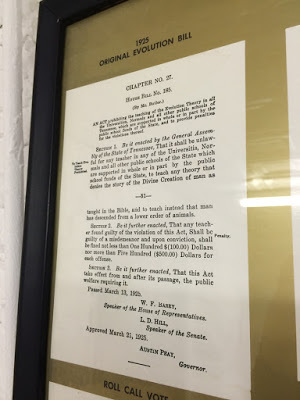 1925
ORIGINAL EVOLUTION BILL
CHAPTER NO. 27.
HOUSE BILL No. 185.
(By Mr. Butler.)
AN ACT prohibiting the teaching of the Evolution Theory in all
the Universities, Normals and all other public schools of
Tennessee, which are supported in whole or in part by the
public school funds of the State, and to provide penalties
for the violations thereof.
SECTION 1. Be it enacted by the General Assem-
bly of the State of Tennessee, That it shall be unlaw-
ful for any teacher in any of the Universities, Nor-
mals and all other public schools of the State which
are supported in whole or in part by the public
school funds of the State, to teach any theory that
denies the story of the Divine Creation of man as
—51—
taught in the Bible, and to teach instead that man
has descended from a lower order of animals.
SECTION 2. Be it further enacted, That any teach-
er found guilty of the violation of this Act, Shall be
guilty of a misdemeanor and upon conviction, shall
be fined not less than One Hundred $ (100.00) Dollars
nor more than Five Hundred ($500.00) Dollars for
each offense.
Penalty.
SECTION 3. Be it further enacted, That this Act
take effect from and after its passage, the public
welfare requiring it.
Passed March 13, 1925.
W. F. BARRY,
Speaker of the House of Representatives.
L. D. HILL,
Speaker of the Senate.
Approved March 21, 1925.
AUSTIN PEAY,
Governor.
ROLL CALL VOTE